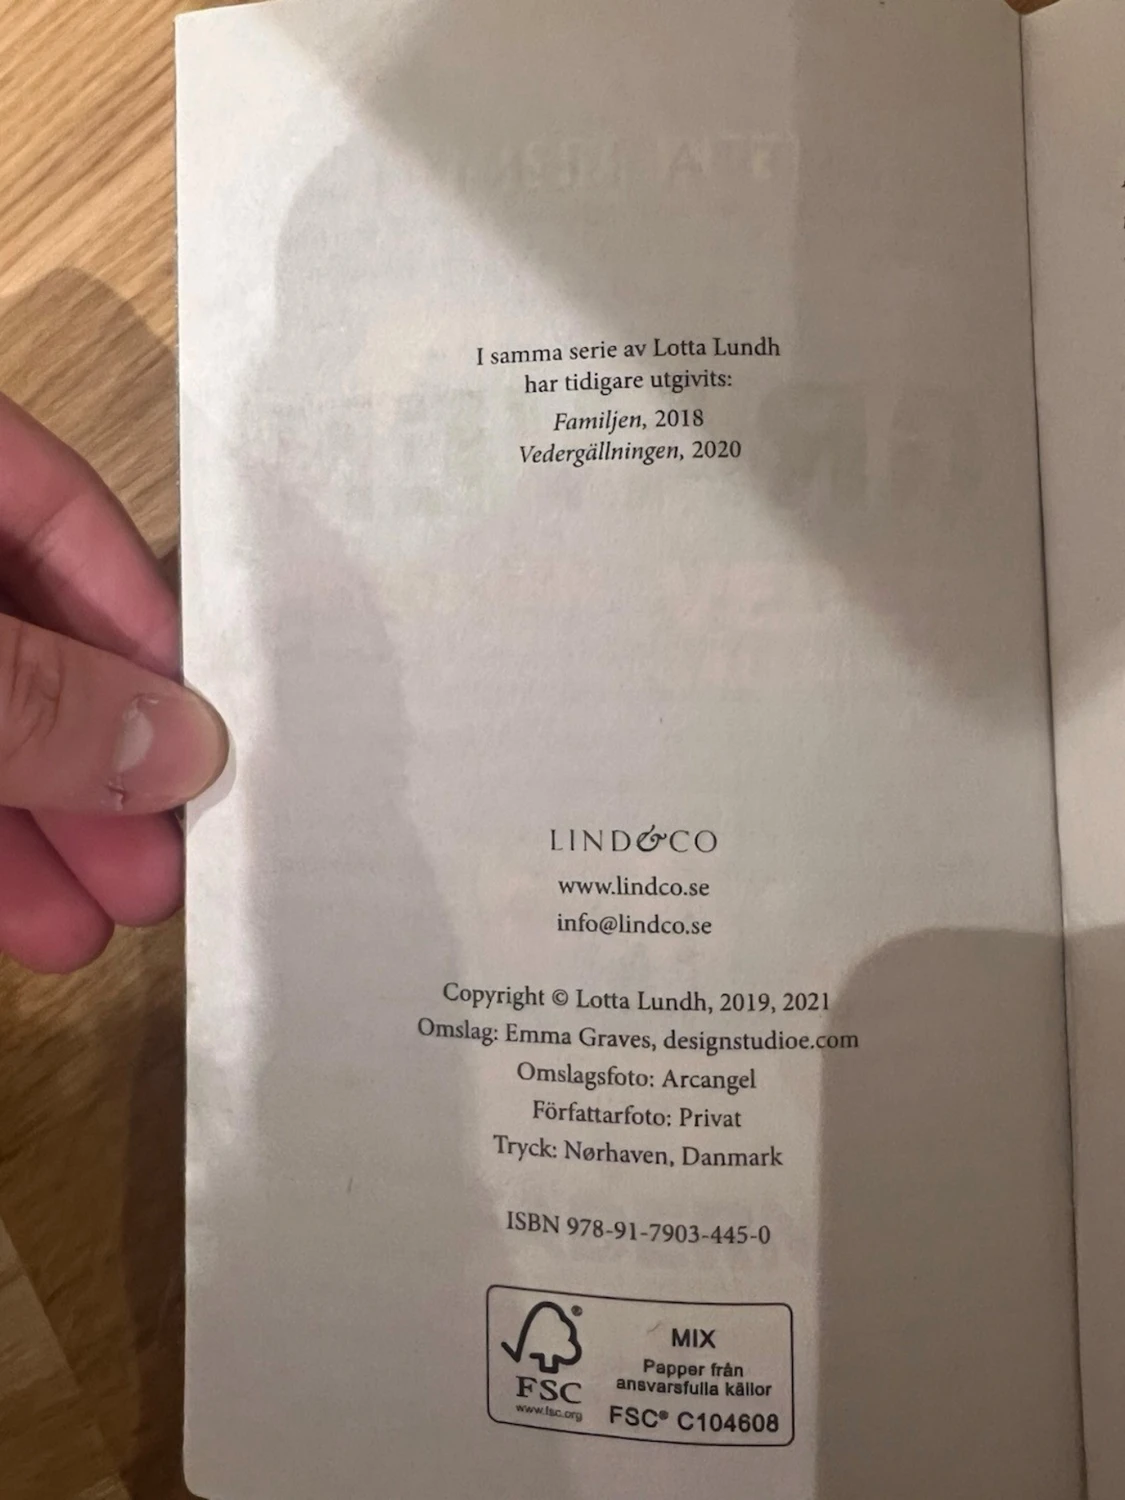 I samma serie av Lotta Lundh
har tidigare utgivits:
Familjen, 2018
Vedergällningen, 2020
LIND&CO
www.lindco.se
info@lindco.se
Copyright © Lotta Lundh, 2019, 2021
Omslag: Emma Graves, designstudioe.com
Omslagsfoto: Arcangel
Författarfoto: Privat
Tryck: Nørhaven, Danmark
ISBN 978-91-7903-445-0
MIX
Papper från
ansvarsfulla källor
FSC® C104608
FSC
www.fsc.org